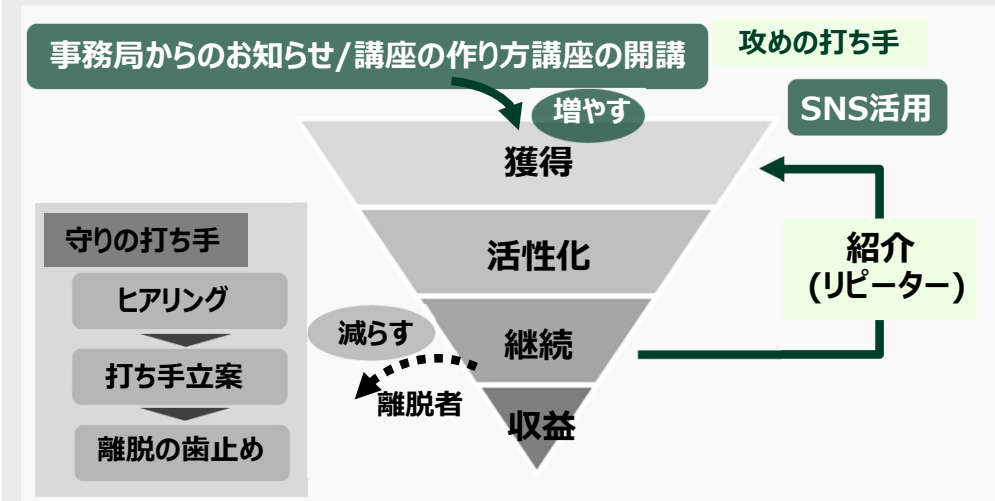 事務局からのお知らせ/講座の作り方講座の開講
攻めの打ち手
増やす
SNS活用
獲得
守りの打ち手
活性化
紹介
(リピーター)
ヒアリング
減らす
継続
打ち手立案
離脱者
収益
離脱の歯止め